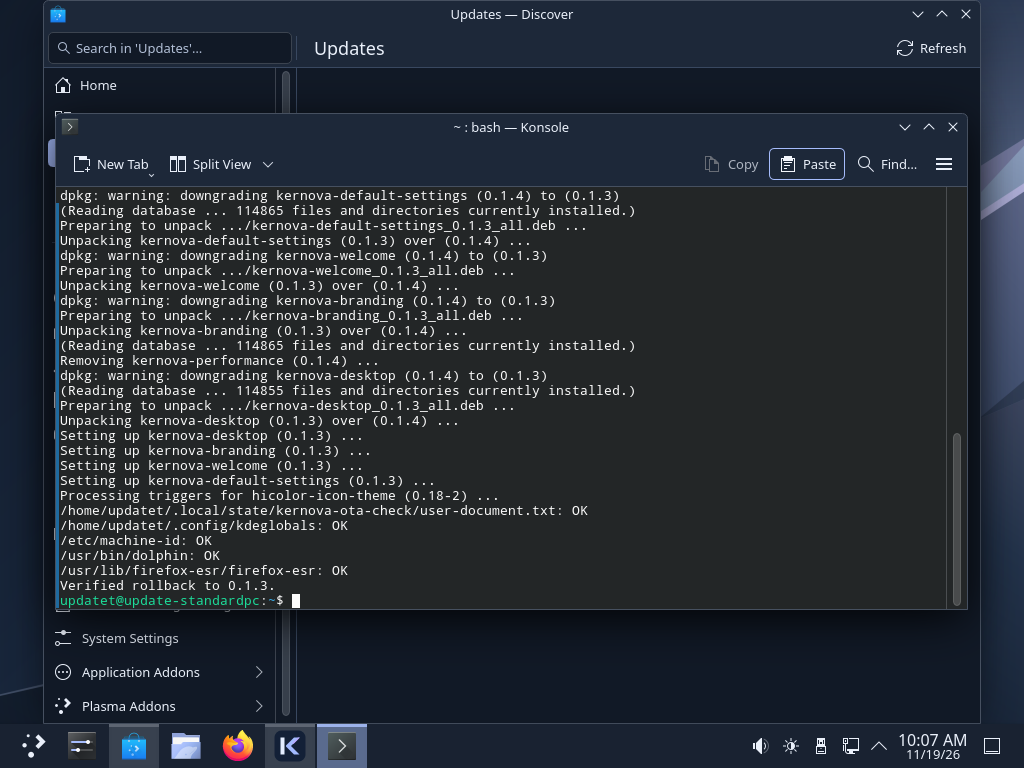 Updates — Discover
Search in 'Updates'...
Updates
Refresh
Home
~ : bash — Konsole
New Tab
Split View
Copy
Paste
Find...
dpkg: warning: downgrading kernova-default-settings (0.1.4) to (0.1.3)
(Reading database ... 114865 files and directories currently installed.)
Preparing to unpack .../kernova-default-settings_0.1.3_all.deb ...
Unpacking kernova-default-settings (0.1.3) over (0.1.4) ...
dpkg: warning: downgrading kernova-welcome (0.1.4) to (0.1.3)
Preparing to unpack .../kernova-welcome_0.1.3_all.deb ...
Unpacking kernova-welcome (0.1.3) over (0.1.4) ...
dpkg: warning: downgrading kernova-branding (0.1.4) to (0.1.3)
Preparing to unpack .../kernova-branding_0.1.3_all.deb ...
Unpacking kernova-branding (0.1.3) over (0.1.4) ...
(Reading database ... 114865 files and directories currently installed.)
Removing kernova-performance (0.1.4) ...
dpkg: warning: downgrading kernova-desktop (0.1.4) to (0.1.3)
(Reading database ... 114855 files and directories currently installed.)
Preparing to unpack .../kernova-desktop_0.1.3_all.deb ...
Unpacking kernova-desktop (0.1.3) over (0.1.4) ...
Setting up kernova-desktop (0.1.3) ...
Setting up kernova-branding (0.1.3) ...
Setting up kernova-welcome (0.1.3) ...
Setting up kernova-default-settings (0.1.3) ...
Processing triggers for hicolor-icon-theme (0.18-2) ...
/home/updatet/.local/state/kernova-ota-check/user-document.txt: OK
/home/updatet/.config/kdeglobals: OK
/etc/machine-id: OK
/usr/bin/dolphin: OK
/usr/lib/firefox-esr/firefox-esr: OK
Verified rollback to 0.1.3.
updatet@update-standardpc:~$
System Settings
Application Addons
Plasma Addons
10:07 AM
11/19/26